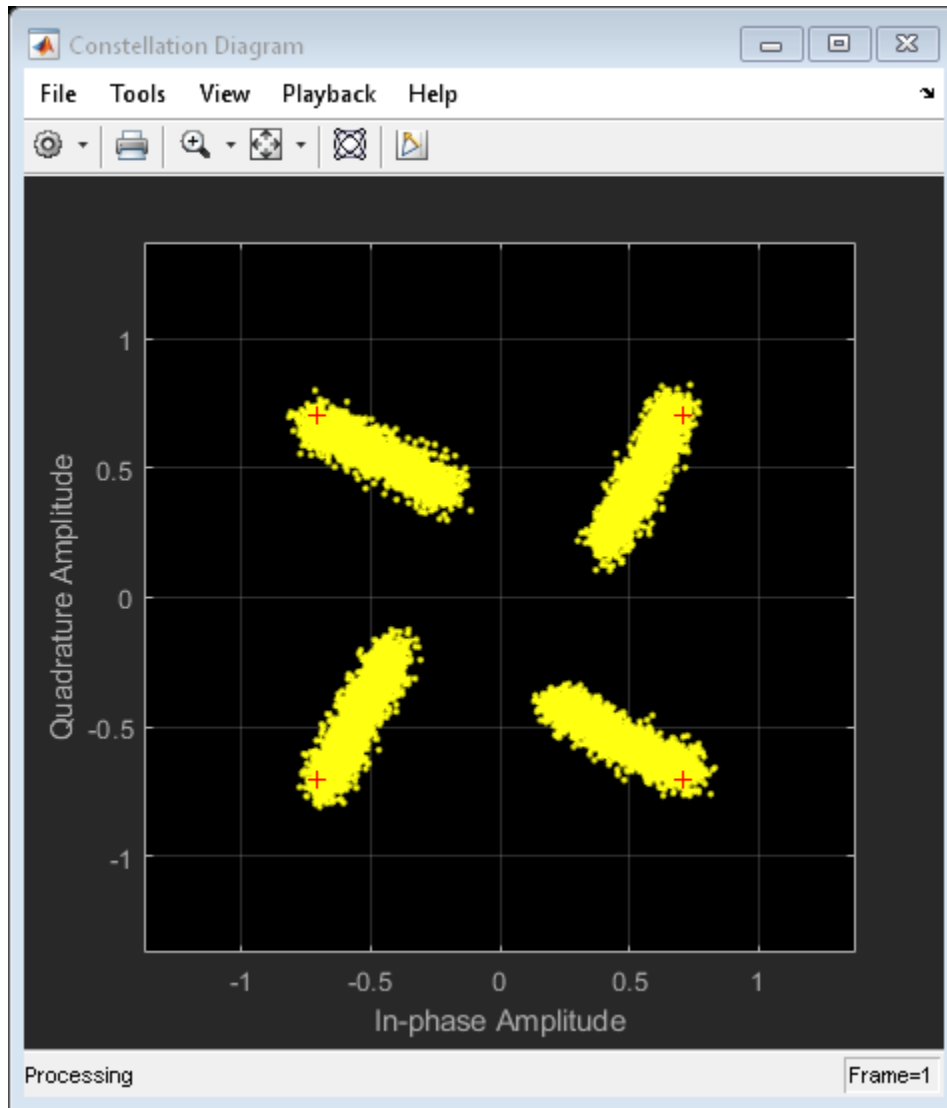 Constellation Diagram
File Tools View Playback Help
1
0.5
0
-0.5
-1
Quadrature Amplitude
-1 -0.5 0 0.5 1
In-phase Amplitude
Processing Frame=1